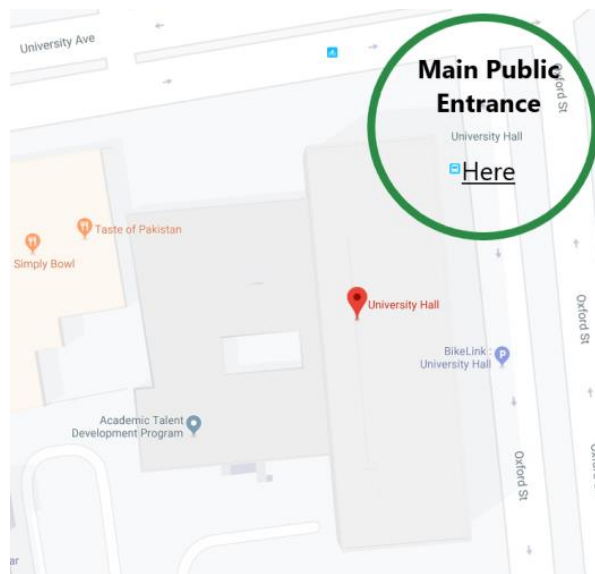 University Ave
Main Public
Entrance
Oxford St
University Hall
Here
Taste of Pakistan
Simply Bowl
University Hall
Oxford St
BikeLink :
University Hall
P
Academic Talent
Development Program
Oxford St
ar